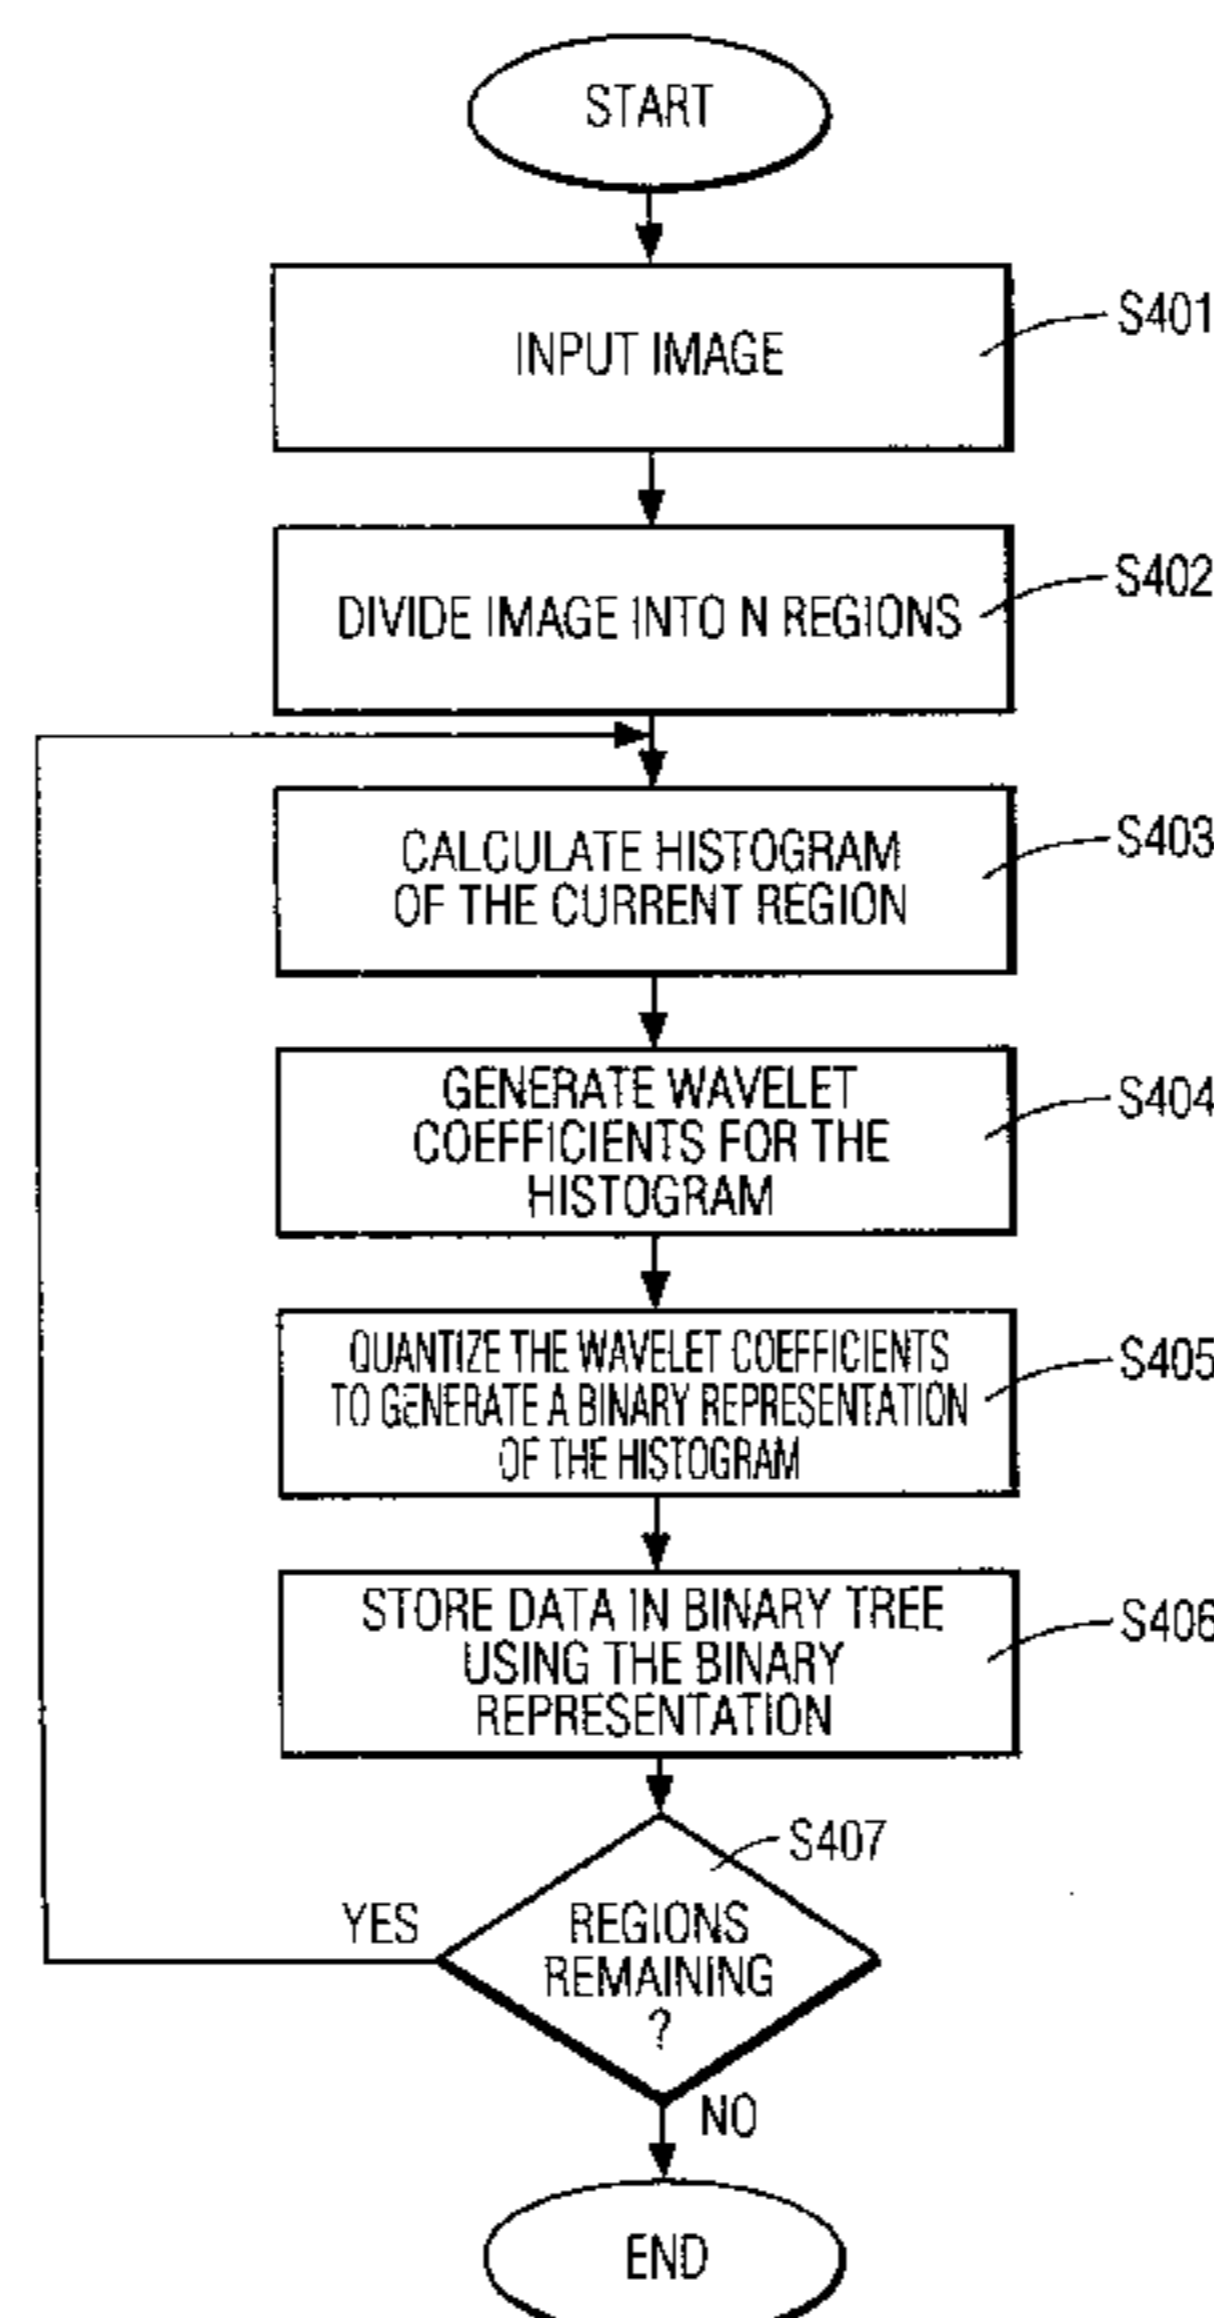 START
INPUT IMAGE
S401
DIVIDE IMAGE INTO N REGIONS
S402
CALCULATE HISTOGRAM
OF THE CURRENT REGION
S403
GENERATE WAVELET
COEFFICIENTS FOR THE
HISTOGRAM
S404
QUANTIZE THE WAVELET COEFFICIENTS
TO GENERATE A BINARY REPRESENTATION
OF THE HISTOGRAM
S405
STORE DATA IN BINARY TREE
USING THE BINARY
REPRESENTATION
S406
S407
YES
REGIONS
REMAINING
?
NO
END